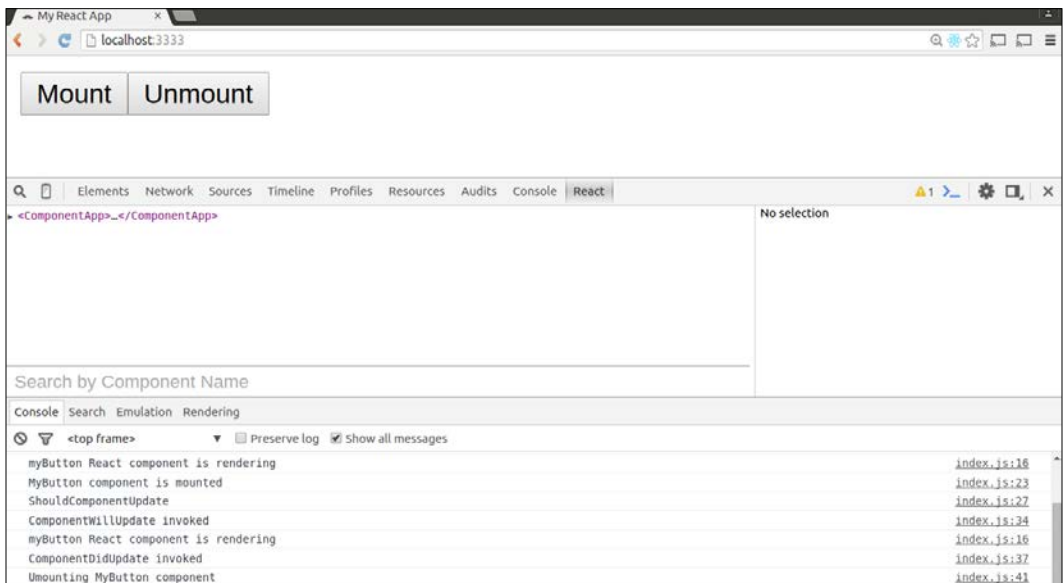 My React App
localhost:3333
Mount Unmount
Elements Network Sources Timeline Profiles Resources Audits Console React 1
<ComponentApp>…</ComponentApp>
No selection
Search by Component Name
Console Search Emulation Rendering
<top frame> Preserve log Show all messages
myButton React component is rendering index.js:16
MyButton component is mounted index.js:23
ShouldComponentUpdate index.js:27
ComponentWillUpdate invoked index.js:34
myButton React component is rendering index.js:16
ComponentDidUpdate invoked index.js:37
Umounting MyButton component index.js:41